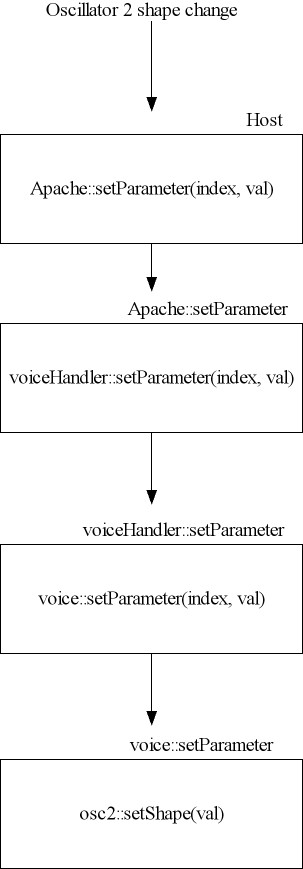 Oscillator 2 shape change
Host
Apache::setParameter(index, val)
Apache::setParameter
voiceHandler::setParameter(index, val)
voiceHandler::setParameter
voice::setParameter(index, val)
voice::setParameter
osc2::setShape(val)